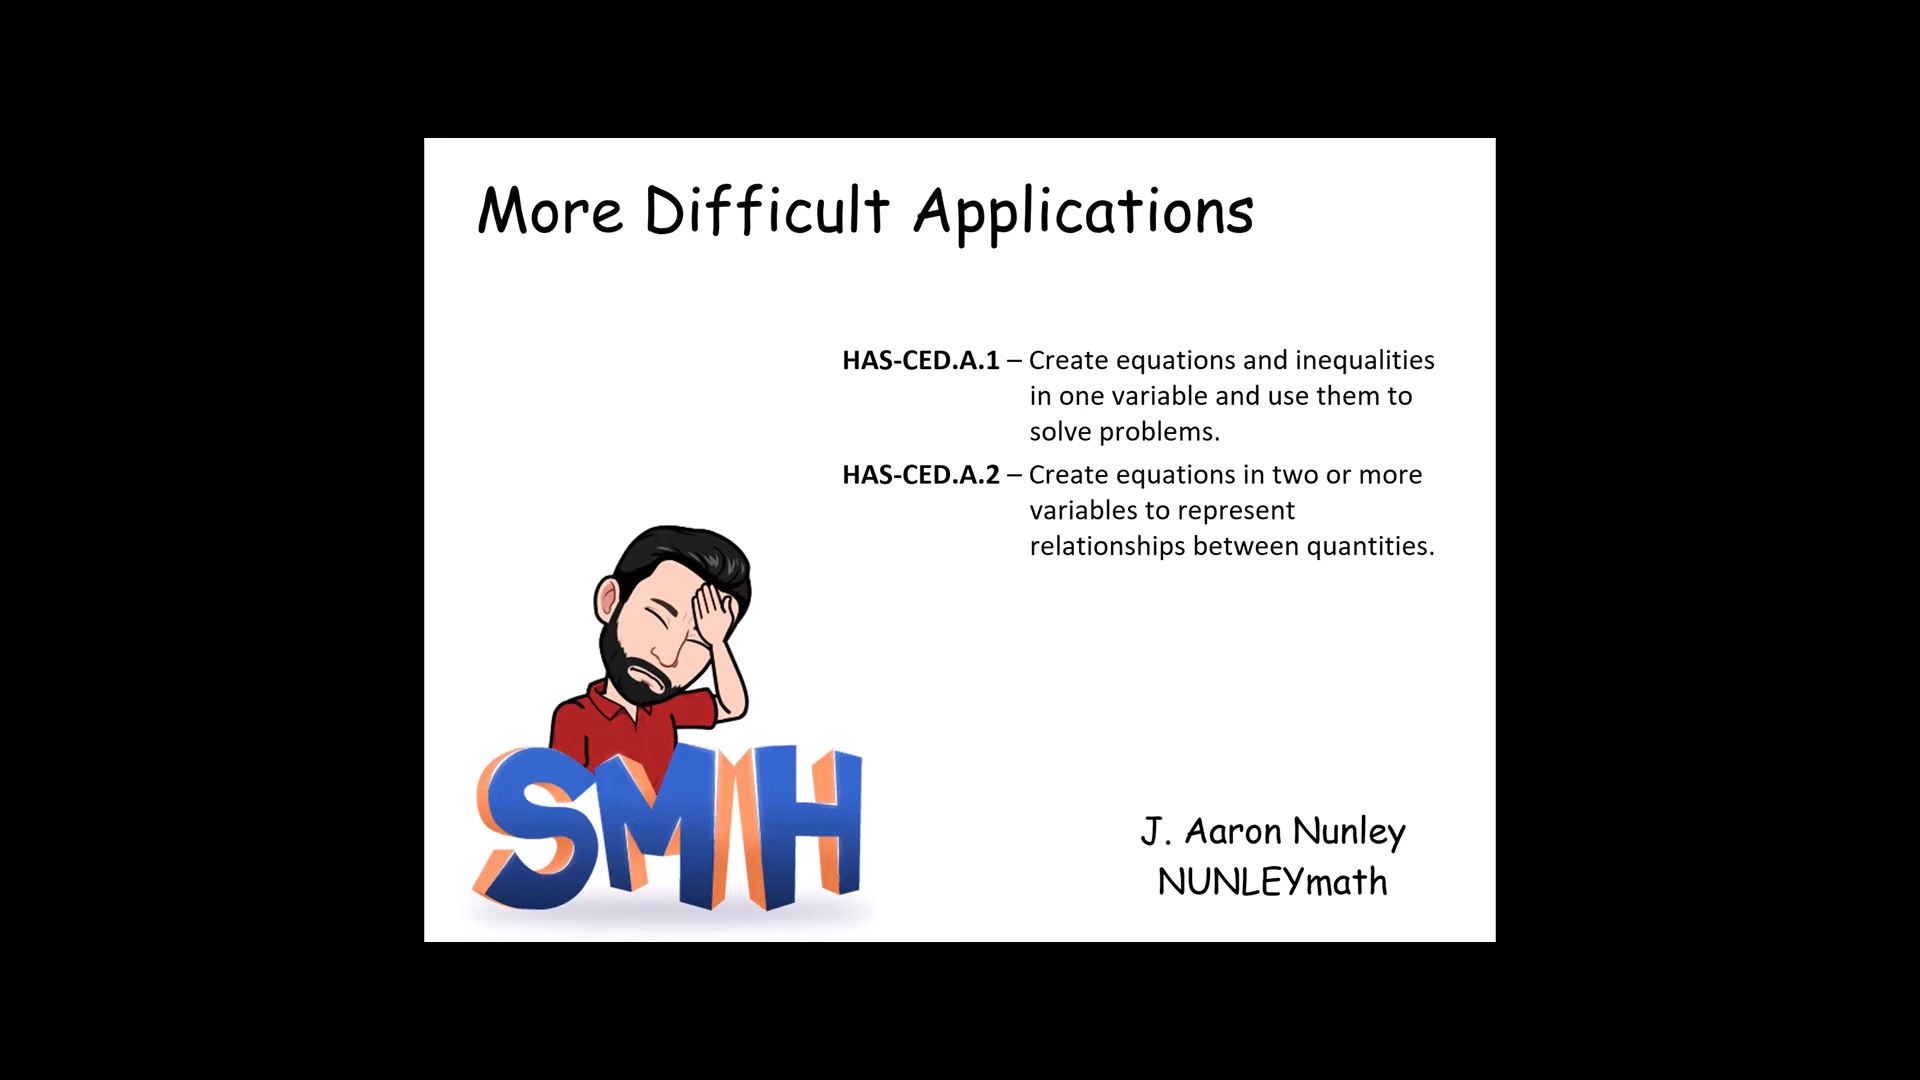 More Difficult Applications
HAS-CED.A.1 – Create equations and inequalities
in one variable and use them to
solve problems.
HAS-CED.A.2 – Create equations in two or more
variables to represent
relationships between quantities.
SMH
J. Aaron Nunley
NUNLEYmath